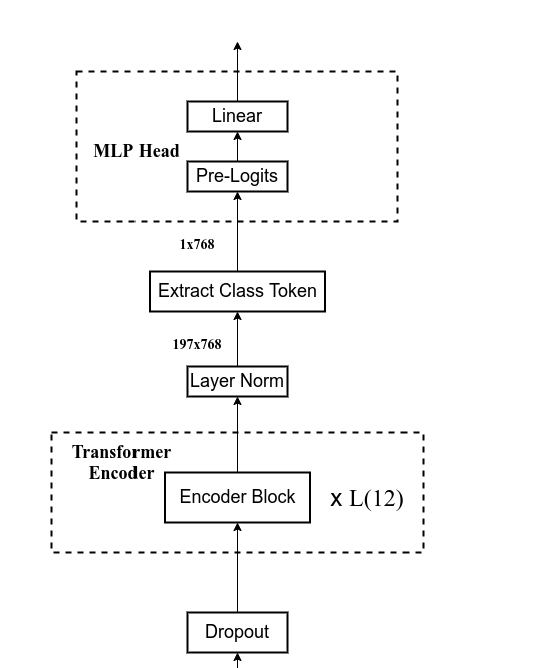 Linear
MLP Head
Pre-Logits
1x768
Extract Class Token
197x768
Layer Norm
Transformer
Encoder
Encoder Block
x L(12)
Dropout